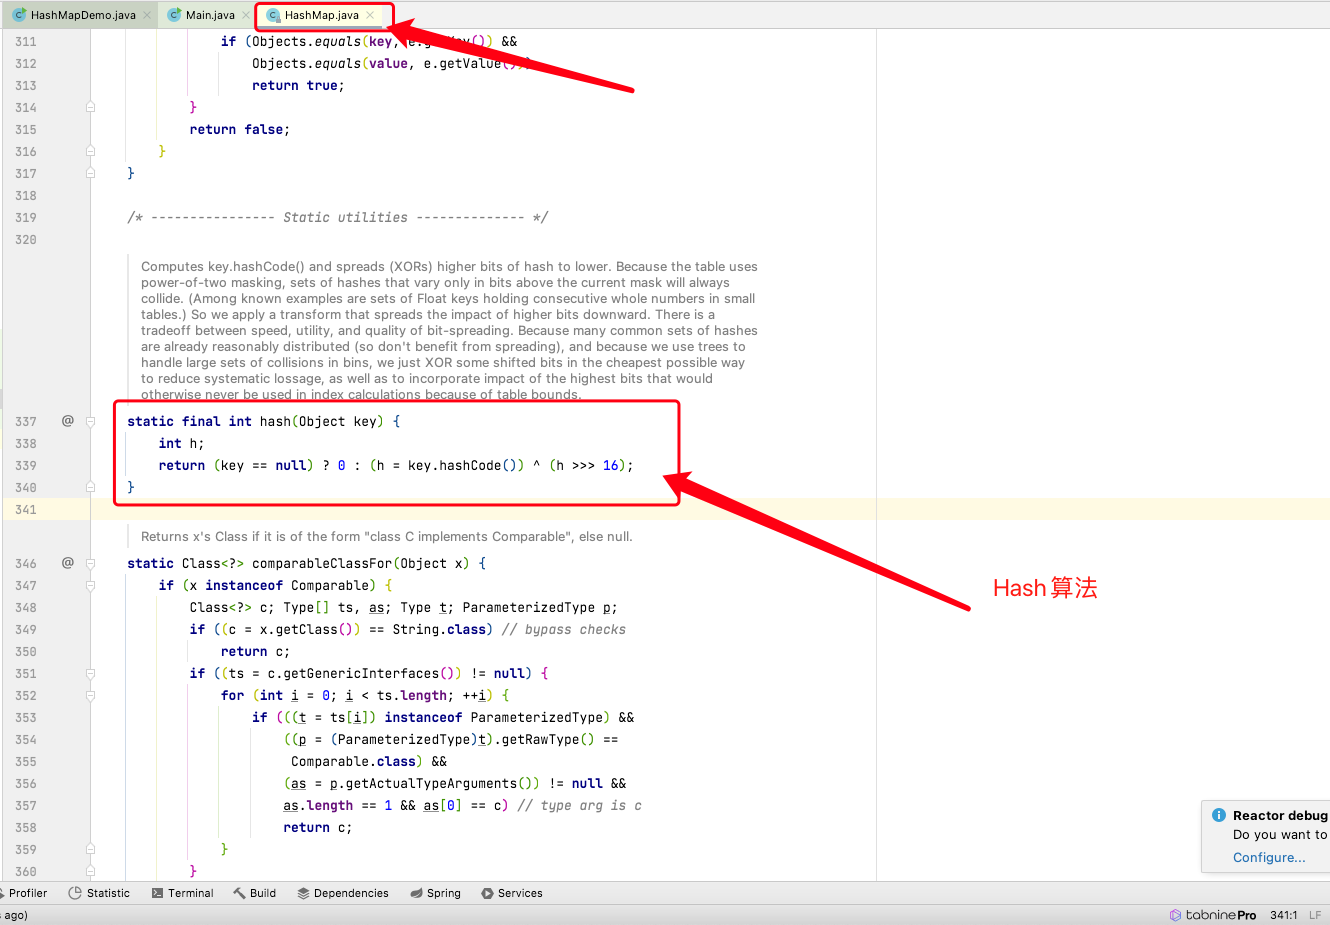 HashMapDemo.java
Main.java
HashMap.java
311 if (Objects.equals(key, e.getKey()) &&
312 Objects.equals(value, e.getValue()))
313 return true;
314 }
315 return false;
316 }
317 }
318
319 /* ---------------- Static utilities -------------- */
320
Computes key.hashCode() and spreads (XORs) higher bits of hash to lower. Because the table uses
power-of-two masking, sets of hashes that vary only in bits above the current mask will always
collide. (Among known examples are sets of Float keys holding consecutive whole numbers in small
tables.) So we apply a transform that spreads the impact of higher bits downward. There is a
tradeoff between speed, utility, and quality of bit-spreading. Because many common sets of hashes
are already reasonably distributed (so don't benefit from spreading), and because we use trees to
handle large sets of collisions in bins, we just XOR some shifted bits in the cheapest possible way
to reduce systematic lossage, as well as to incorporate impact of the highest bits that would
otherwise never be used in index calculations because of table bounds.
337 @ static final int hash(Object key) {
338 int h;
339 return (key == null) ? 0 : (h = key.hashCode()) ^ (h >>> 16);
340 }
341
Returns x's Class if it is of the form "class C implements Comparable", else null.
346 @ static Class<?> comparableClassFor(Object x) {
347 if (x instanceof Comparable) {
Hash算法
348 Class<?> c; Type[] ts, as; Type t; ParameterizedType p;
349 if ((c = x.getClass()) == String.class) // bypass checks
350 return c;
351 if ((ts = c.getGenericInterfaces()) != null) {
352 for (int i = 0; i < ts.length; ++i) {
353 if (((t = ts[i]) instanceof ParameterizedType) &&
354 ((p = (ParameterizedType)t).getRawType() ==
355 Comparable.class) &&
356 (as = p.getActualTypeArguments()) != null &&
357 as.length == 1 && as[0] == c) // type arg is c
358 return c;
359 }
360 }
Reactor debug
Do you want to
Configure...
Profiler
Statistic
Terminal
Build
Dependencies
Spring
Services
ago)
tabnine Pro
341:1
LF